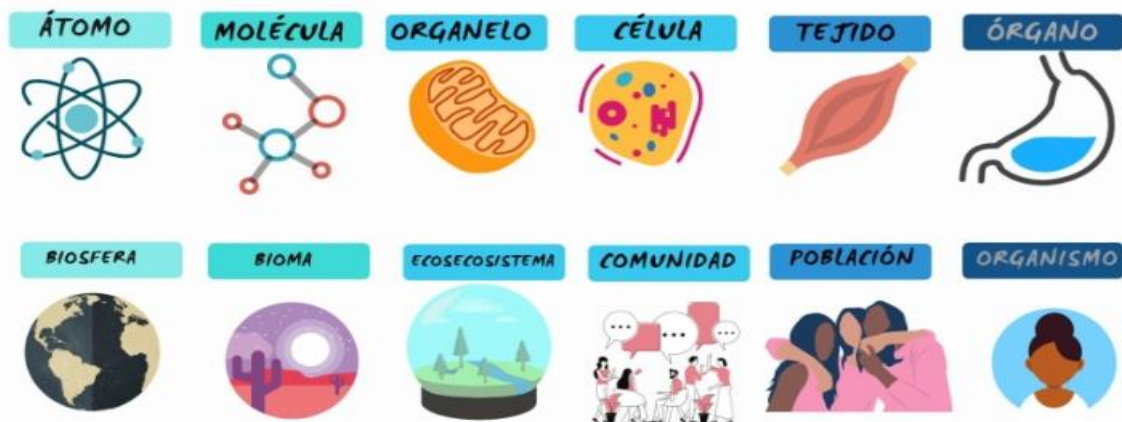 ÁTOMO MOLÉCULA ORGANELO CÉLULA TEJIDO ÓRGANO
BIOSFERA BIOMA ECOSECOSISTEMA COMUNIDAD POBLACIÓN ORGANISMO